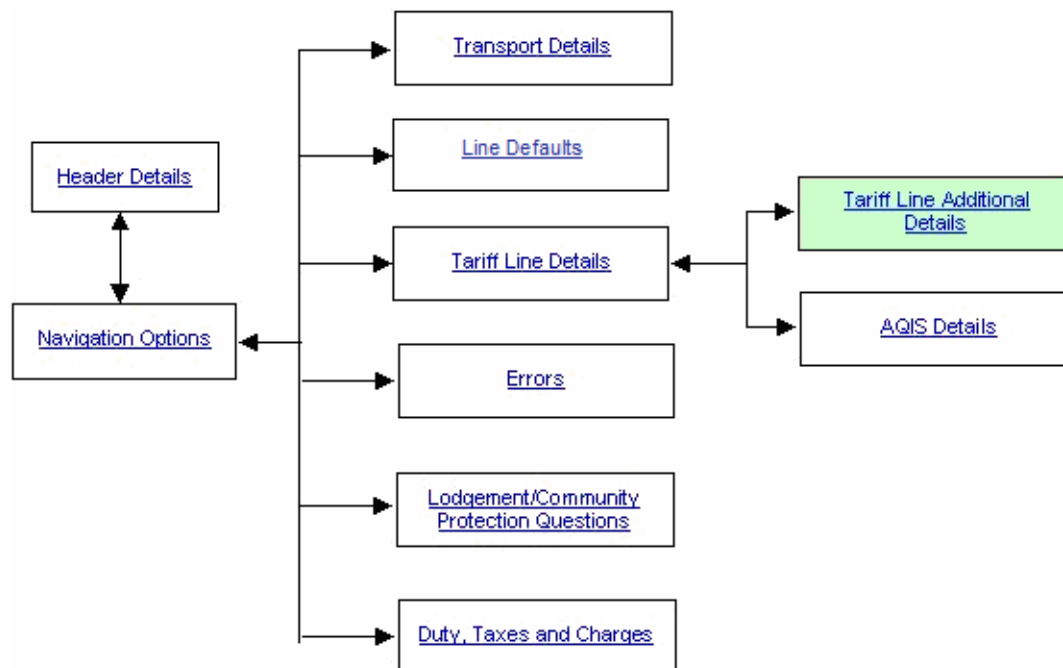 Transport Details
Line Defaults
Header Details
Tariff Line Additional
Details
Tariff Line Details
Navigation Options
AQIS Details
Errors
Lodgement/Community
Protection Questions
Duty, Taxes and Charges